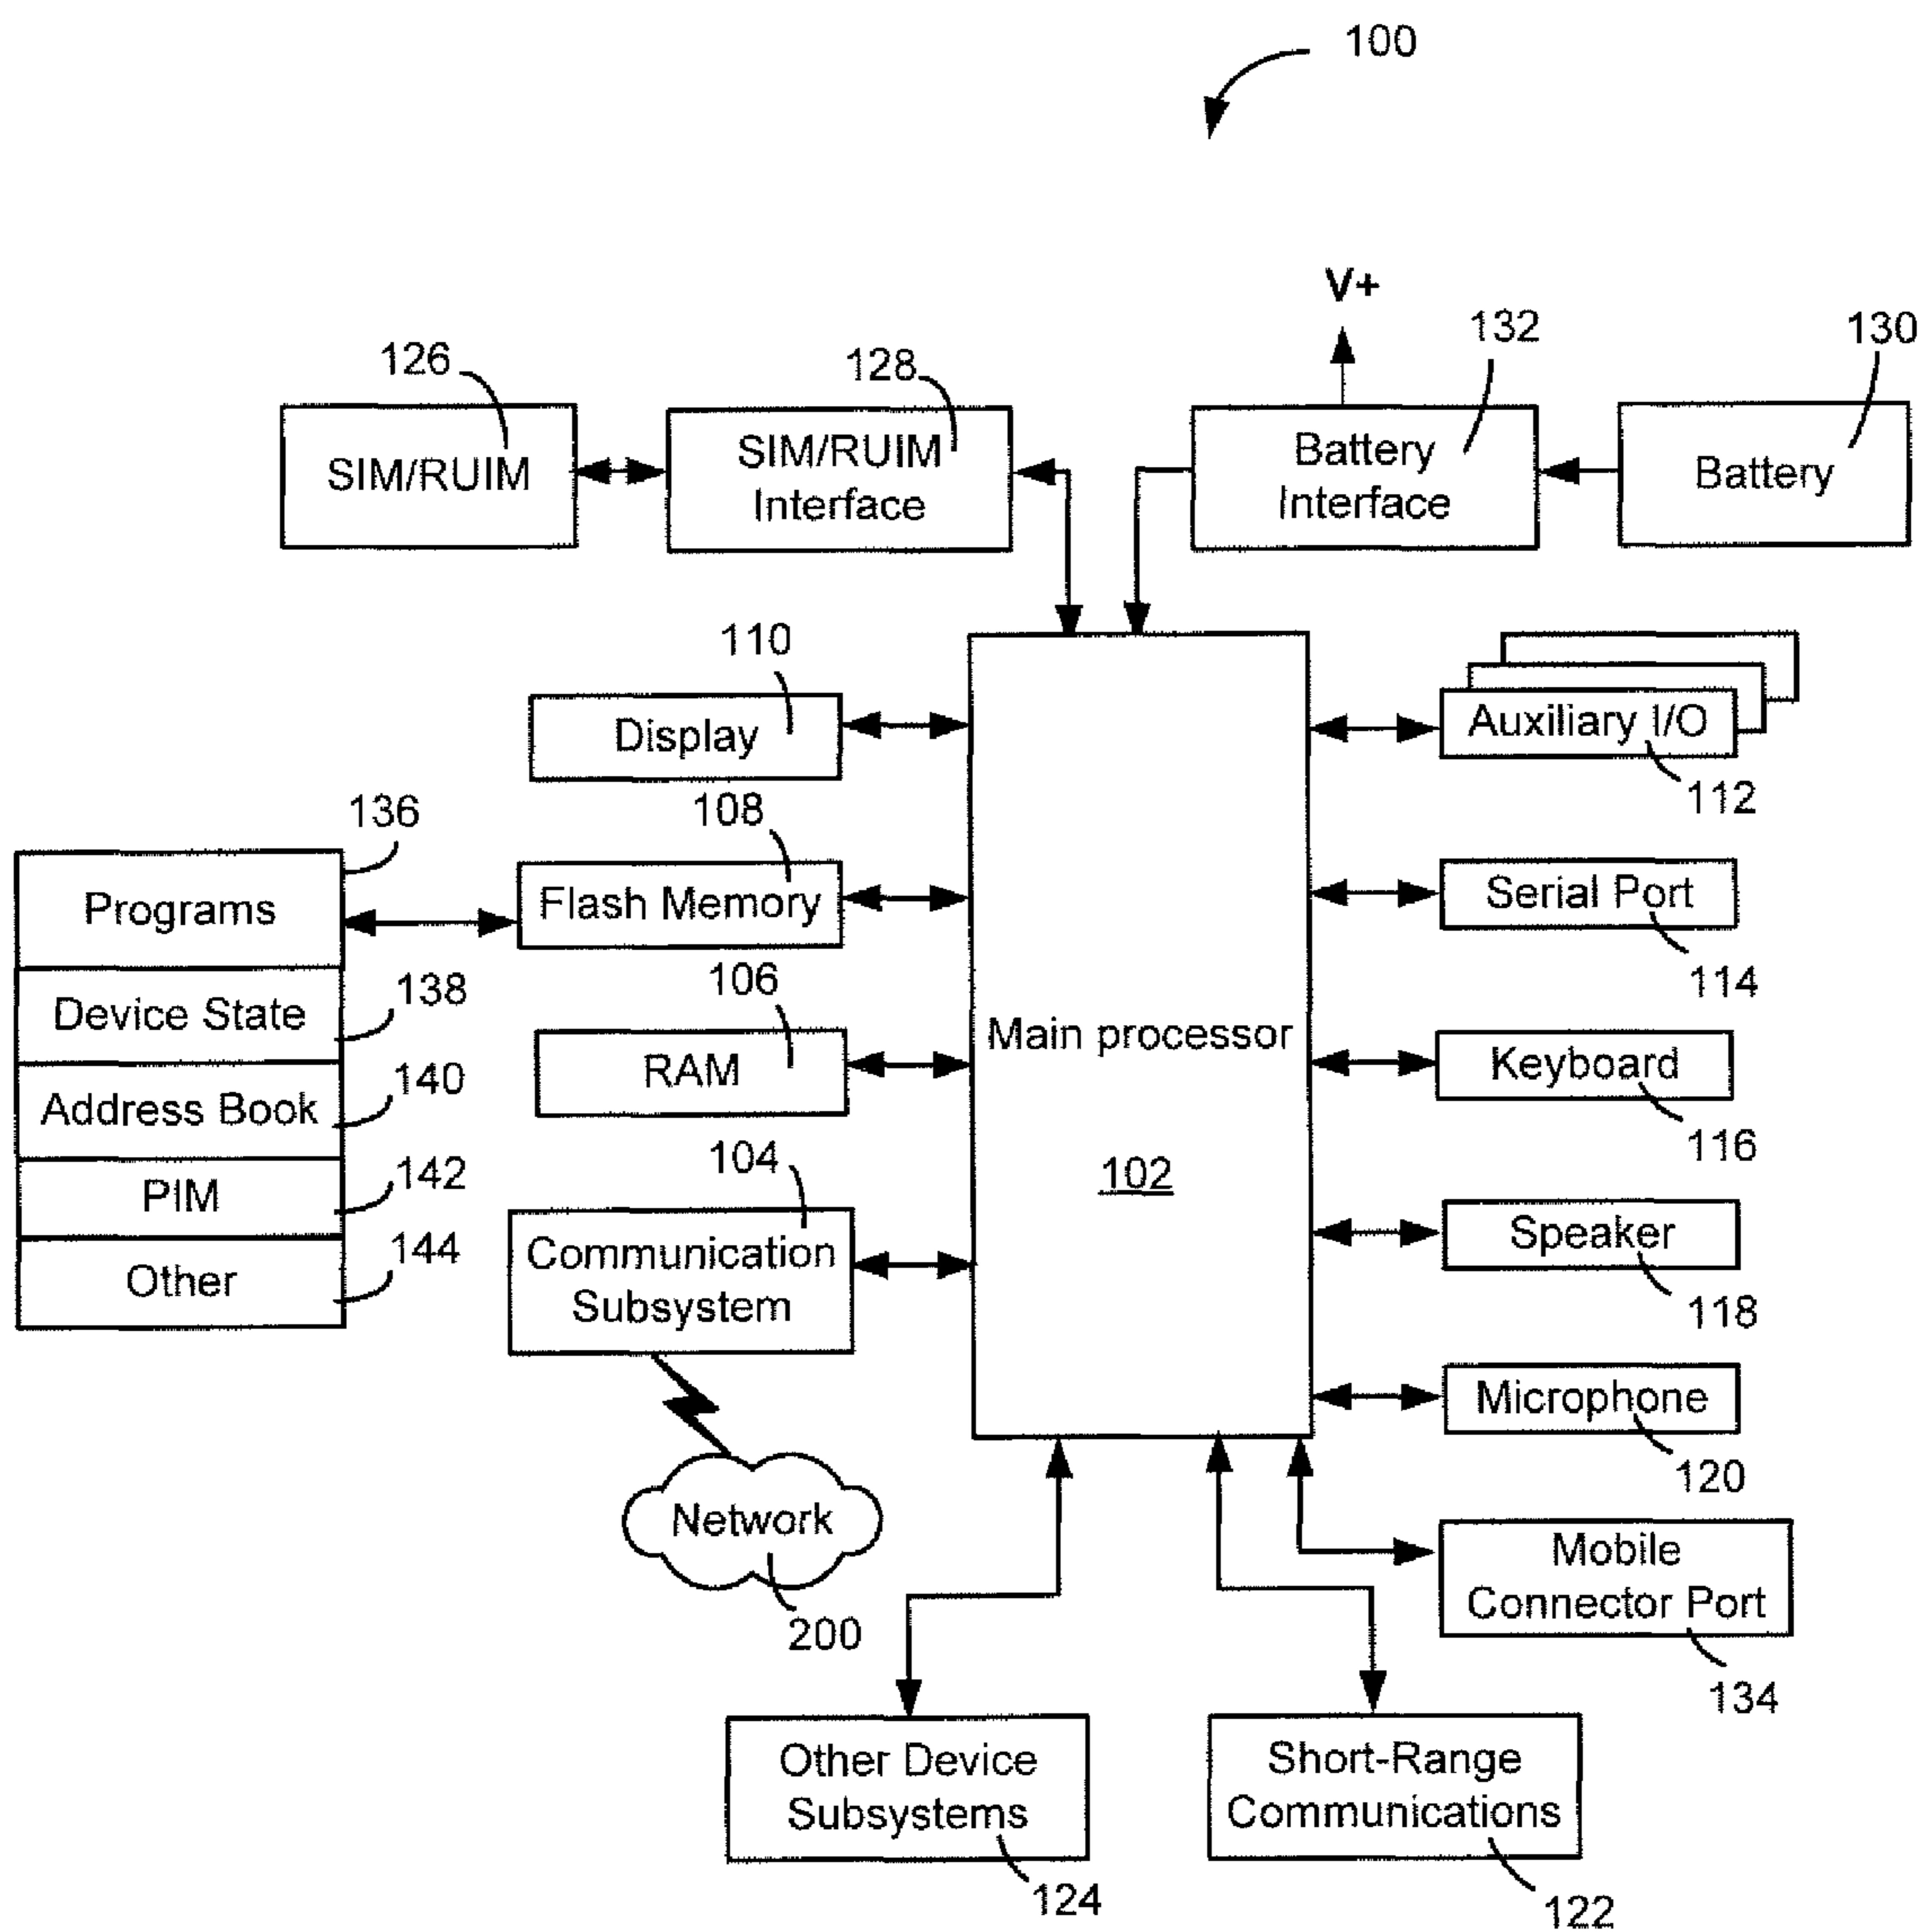 100
V+
132
130
126
128
SIM/RUIM
SIM/RUIM
Interface
Battery
Interface
Battery
110
Display
Auxiliary I/O
112
136
108
Programs
Flash Memory
Serial Port
114
Device State
138
106
RAM
Main processor
102
Keyboard
116
Address Book
140
104
PIM
142
Communication
Subsystem
Speaker
118
Other
144
Microphone
120
Network
200
Mobile
Connector Port
134
Other Device
Subsystems
124
Short-Range
Communications
122